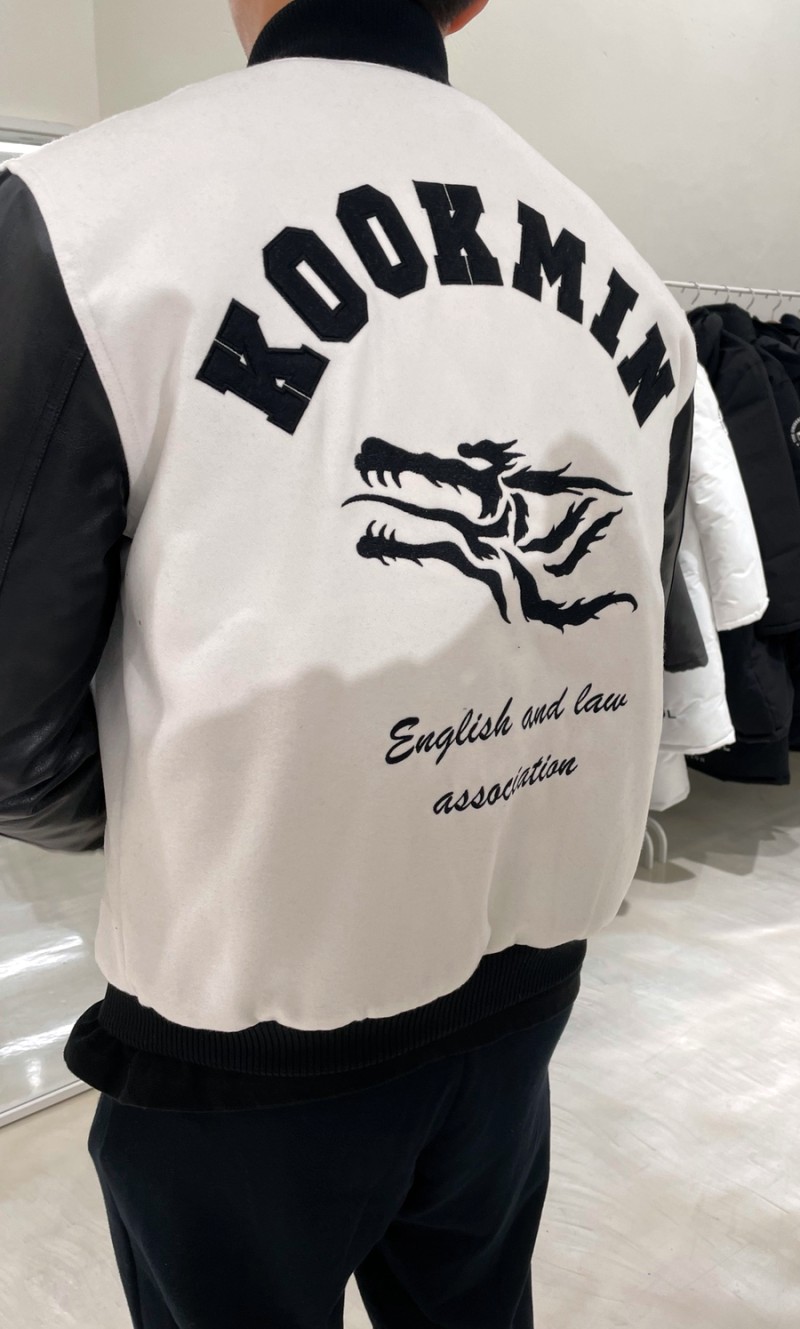 KOOKMIN
English and law
association